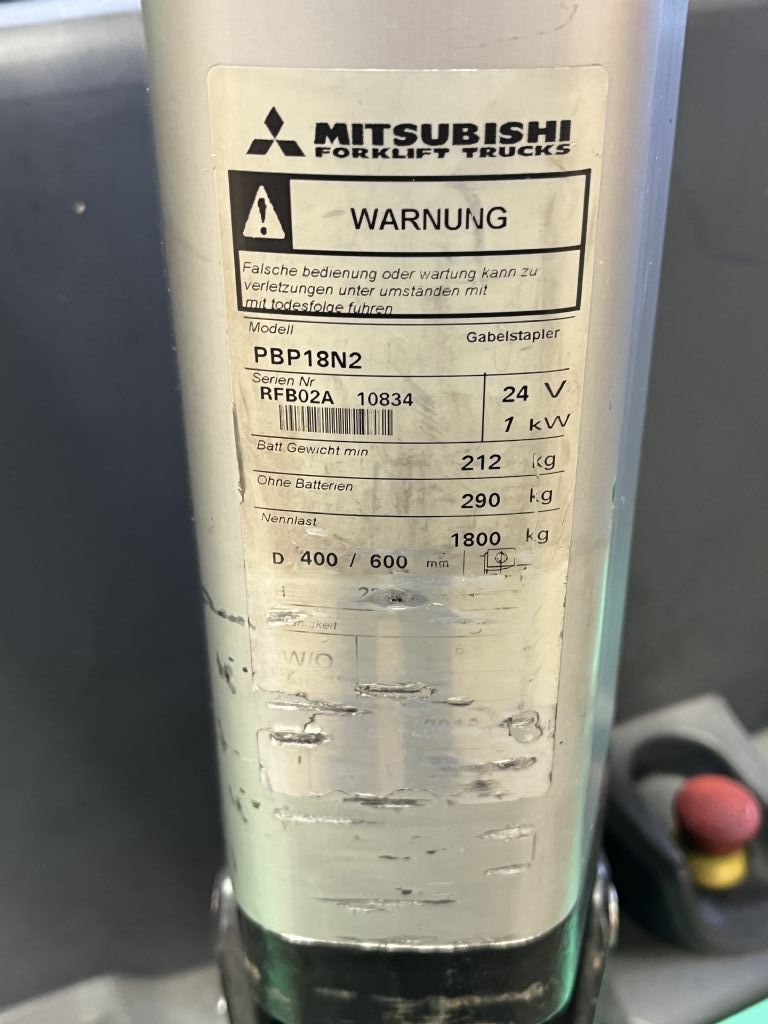 MITSUBISHI
FORKLIFT TRUCKS
WARNUNG
Falsche bedienung oder wartung kann zu
verletzungen unter umständen mit
mit todesfolge fuhren
Modell
Gabelstapler
PBP18N2
Serien Nr
RFB02A 10834
24 V
1 kW
Batt Gewicht min
212 kg
Ohne Batterien
290 kg
Nennlast
1800 kg
D 400 / 600 mm
H
W/O